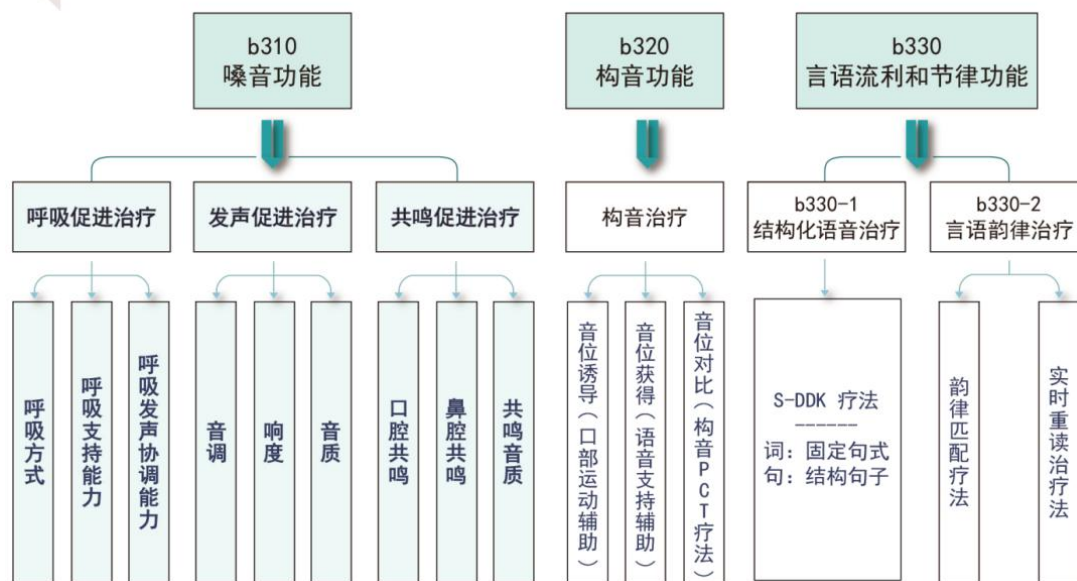 b310
嗓音功能
b320
构音功能
b330
言语流利和节律功能
呼吸促进治疗
发声促进治疗
共鸣促进治疗
构音治疗
b330-1
结构化语音治疗
b330-2
言语韵律治疗
呼吸方式
呼吸支持能力
呼吸发声协调能力
音调
响度
音质
口腔共鸣
鼻腔共鸣
共鸣音质
音位诱导(口部运动辅助)
音位获得(语音支持辅助)
音位对比(构音PCT疗法)
S-DDK 疗法
------
词: 固定句式
句: 结构句子
韵律匹配疗法
实时重读治疗法